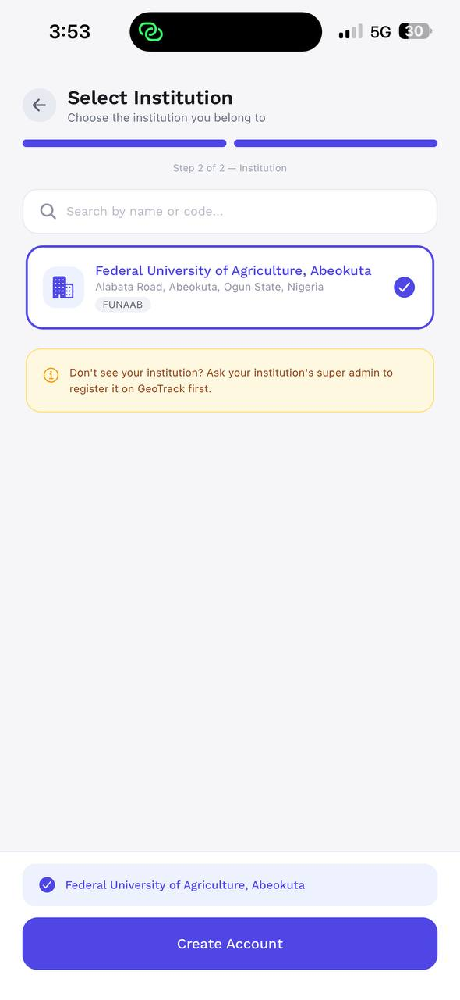 3:53
5G
30
Select Institution
Choose the institution you belong to
Step 2 of 2 — Institution
Search by name or code...
Federal University of Agriculture, Abeokuta
Alabata Road, Abeokuta, Ogun State, Nigeria
FUNAAB
Don't see your institution? Ask your institution's super admin to
register it on GeoTrack first.
Federal University of Agriculture, Abeokuta
Create Account